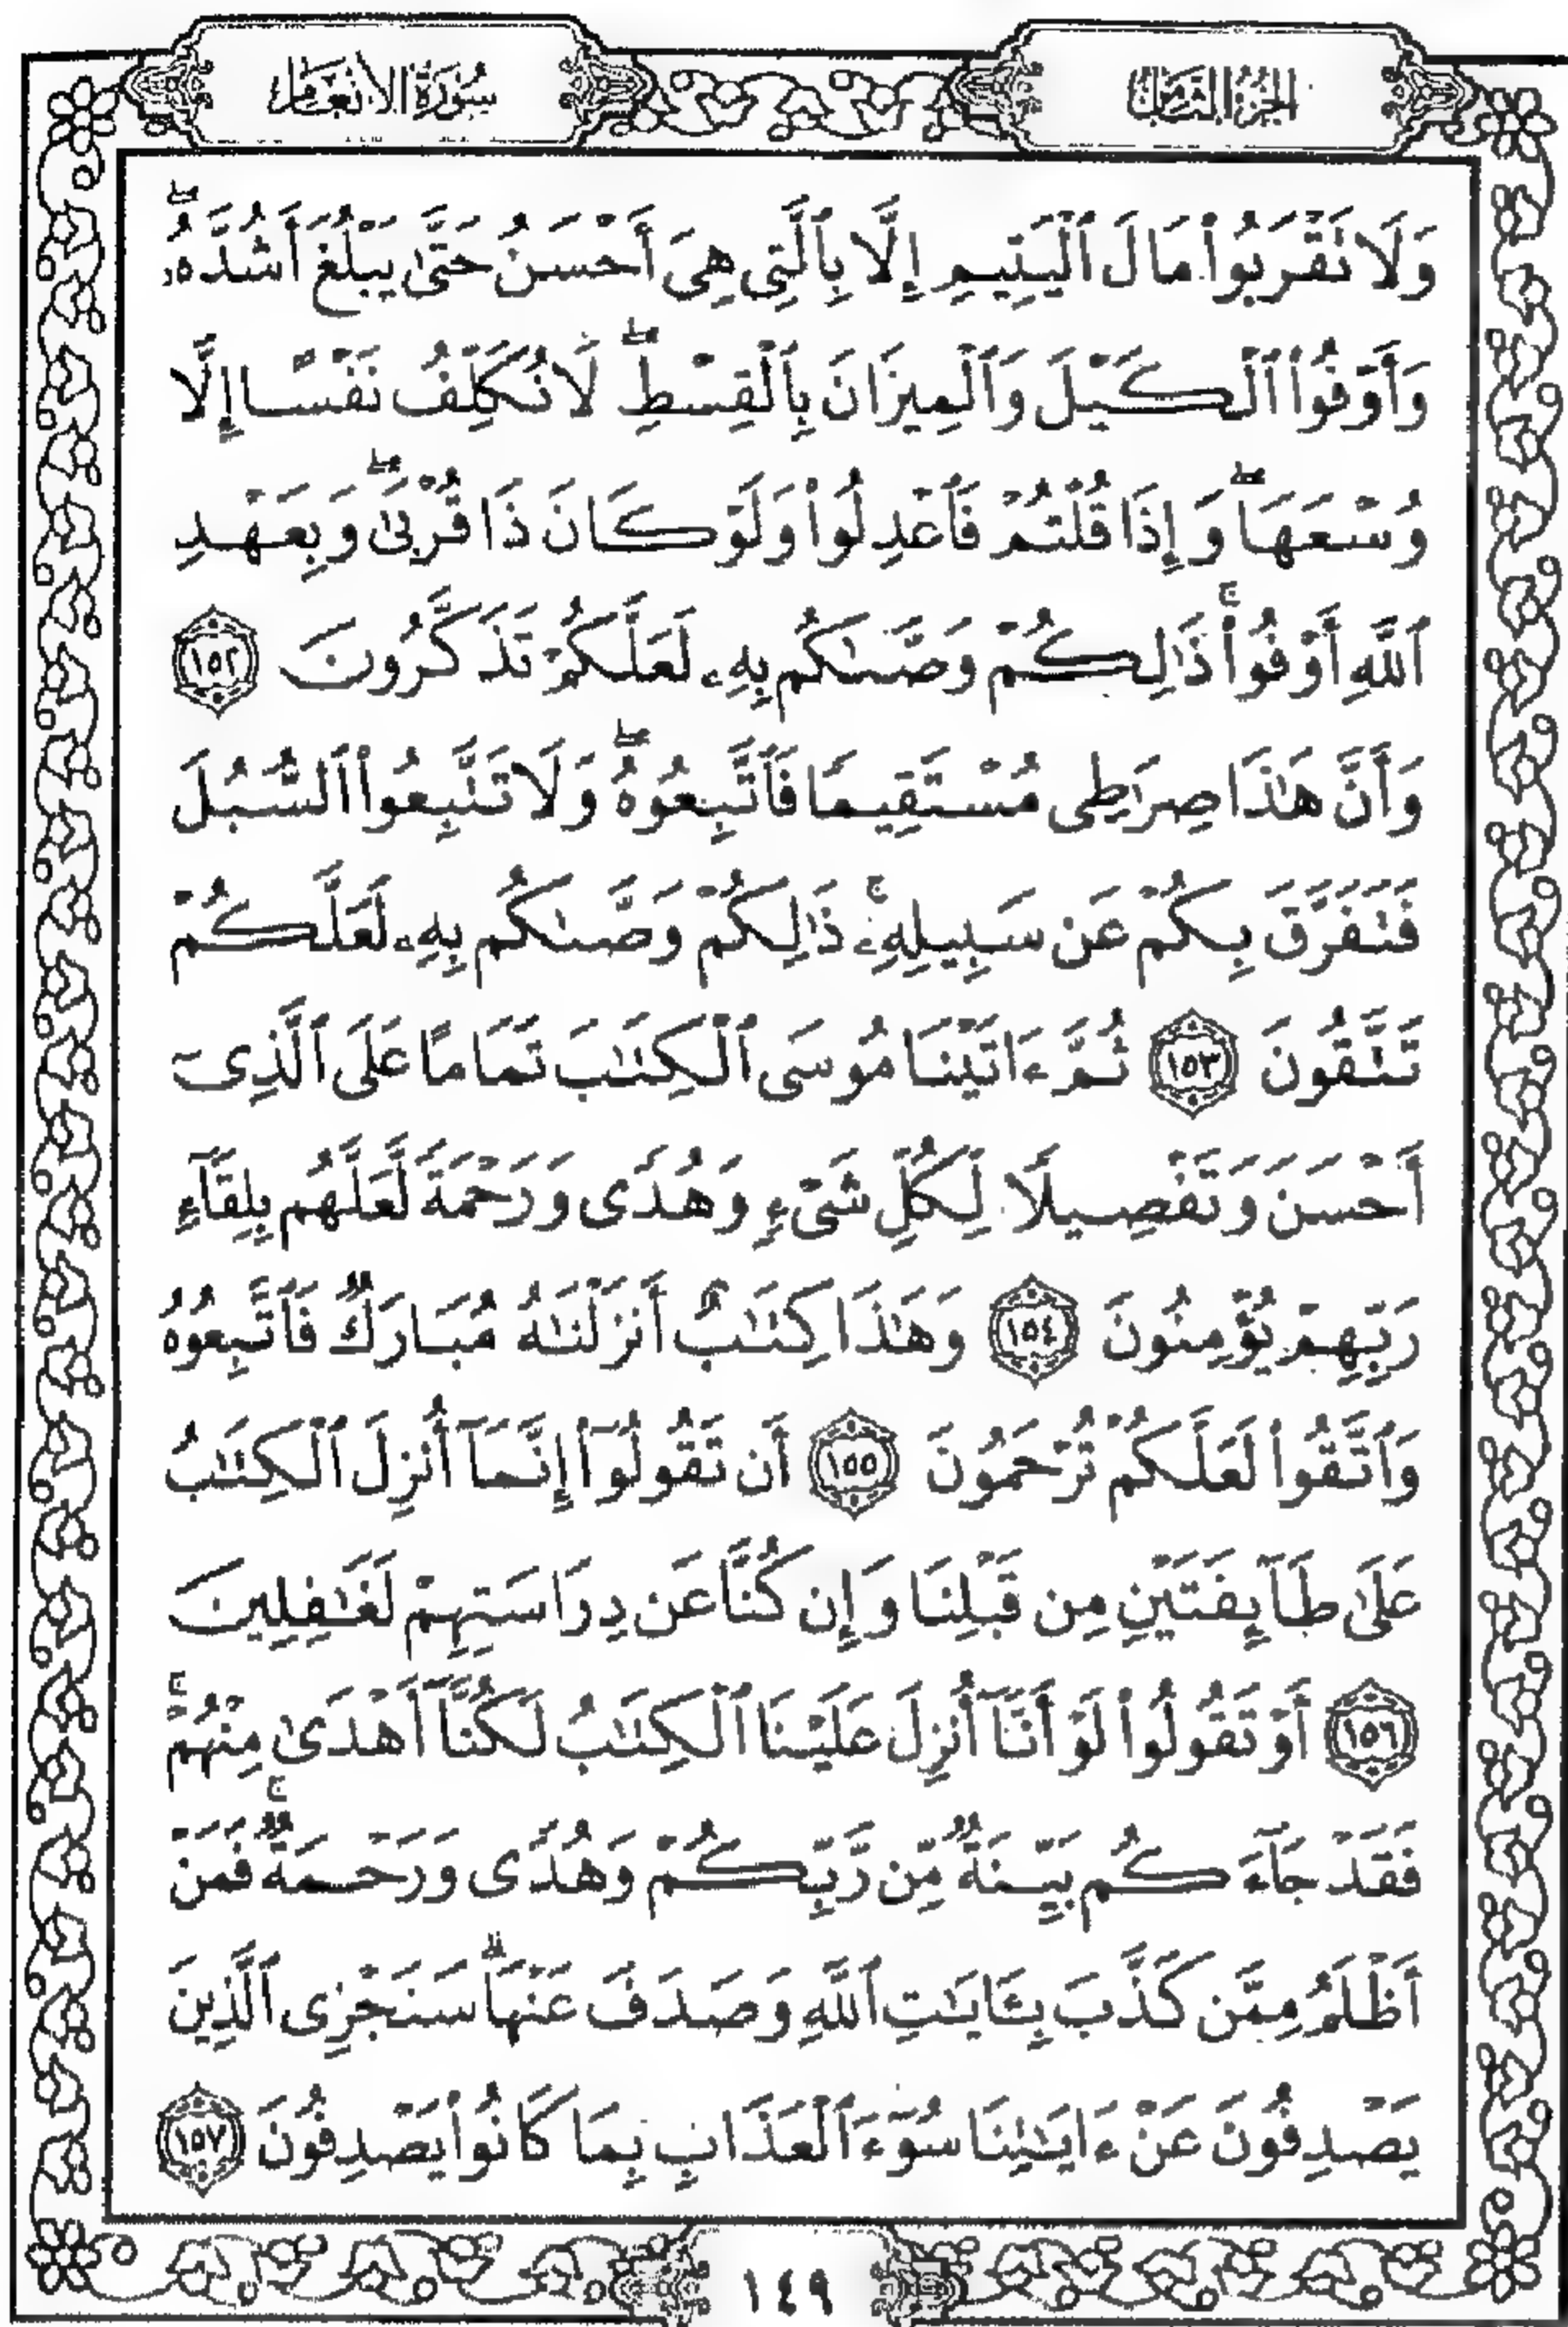 الجزء الثامن
سورة الأنعام
وَلَا تَقْرَبُوا۟ مَالَ ٱلْيَتِيمِ إِلَّا بِٱلَّتِى هِىَ أَحْسَنُ حَتَّىٰ يَبْلُغَ أَشُدَّهُۥ ۖ
وَأَوْفُوا۟ ٱلْكَيْلَ وَٱلْمِيزَانَ بِٱلْقِسْطِ ۖ لَا نُكَلِّفُ نَفْسًا إِلَّا
وُسْعَهَا ۖ وَإِذَا قُلْتُمْ فَٱعْدِلُوا۟ وَلَوْ كَانَ ذَا قُرْبَىٰ ۖ وَبِعَهْدِ
ٱللَّهِ أَوْفُوا۟ ۚ ذَٰلِكُمْ وَصَّىٰكُم بِهِۦ لَعَلَّكُمْ تَذَكَّرُونَ ١٥٢
وَأَنَّ هَٰذَا صِرَٰطِى مُسْتَقِيمًا فَٱتَّبِعُوهُ ۖ وَلَا تَتَّبِعُوا۟ ٱلسُّبُلَ
فَتَفَرَّقَ بِكُمْ عَن سَبِيلِهِۦ ۚ ذَٰلِكُمْ وَصَّىٰكُم بِهِۦ لَعَلَّكُمْ
تَتَّقُونَ ١٥٣ ثُمَّ ءَاتَيْنَا مُوسَى ٱلْكِتَٰبَ تَمَامًا عَلَى ٱلَّذِىٓ
أَحْسَنَ وَتَفْصِيلًا لِّكُلِّ شَىْءٍ وَهُدًى وَرَحْمَةً لَّعَلَّهُم بِلِقَآءِ
رَبِّهِمْ يُؤْمِنُونَ ١٥٤ وَهَٰذَا كِتَٰبٌ أَنزَلْنَٰهُ مُبَارَكٌ فَٱتَّبِعُوهُ
وَٱتَّقُوا۟ لَعَلَّكُمْ تُرْحَمُونَ ١٥٥ أَن تَقُولُوٓا۟ إِنَّمَآ أُنزِلَ ٱلْكِتَٰبُ
عَلَىٰ طَآئِفَتَيْنِ مِن قَبْلِنَا وَإِن كُنَّا عَن دِرَاسَتِهِمْ لَغَٰفِلِينَ
١٥٦ أَوْ تَقُولُوا۟ لَوْ أَنَّآ أُنزِلَ عَلَيْنَا ٱلْكِتَٰبُ لَكُنَّآ أَهْدَىٰ مِنْهُمْ ۚ
فَقَدْ جَآءَكُم بَيِّنَةٌ مِّن رَّبِّكُمْ وَهُدًى وَرَحْمَةٌ ۚ فَمَنْ
أَظْلَمُ مِمَّن كَذَّبَ بِـَٔايَٰتِ ٱللَّهِ وَصَدَفَ عَنْهَا ۗ سَنَجْزِى ٱلَّذِينَ
يَصْدِفُونَ عَنْ ءَايَٰتِنَا سُوٓءَ ٱلْعَذَابِ بِمَا كَانُوا۟ يَصْدِفُونَ ١٥٧
١٤٩